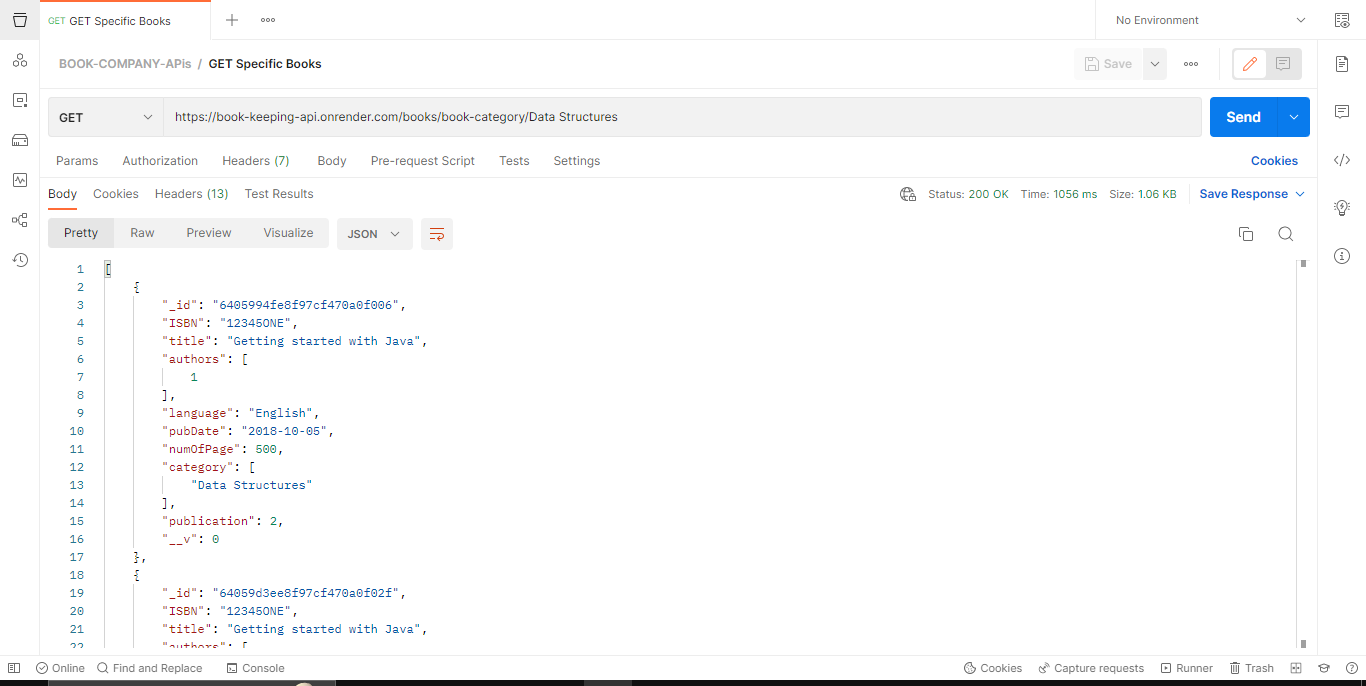 GET GET Specific Books
No Environment
BOOK-COMPANY-APIs / GET Specific Books
Save
GET https://book-keeping-api.onrender.com/books/book-category/Data Structures Send
Params Authorization Headers (7) Body Pre-request Script Tests Settings Cookies
Body Cookies Headers (13) Test Results Status: 200 OK Time: 1056 ms Size: 1.06 KB Save Response
Pretty Raw Preview Visualize JSON
1 [
2 {
3 "_id": "6405994fe8f97cf470a0f006",
4 "ISBN": "12345ONE",
5 "title": "Getting started with Java",
6 "authors": [
7 1
8 ],
9 "language": "English",
10 "pubDate": "2018-10-05",
11 "numOfPage": 500,
12 "category": [
13 "Data Structures"
14 ],
15 "publication": 2,
16 "__v": 0
17 },
18 {
19 "_id": "64059d3ee8f97cf470a0f02f",
20 "ISBN": "12345ONE",
21 "title": "Getting started with Java",
22 "authors": [
Online Find and Replace Console Cookies Capture requests Runner Trash